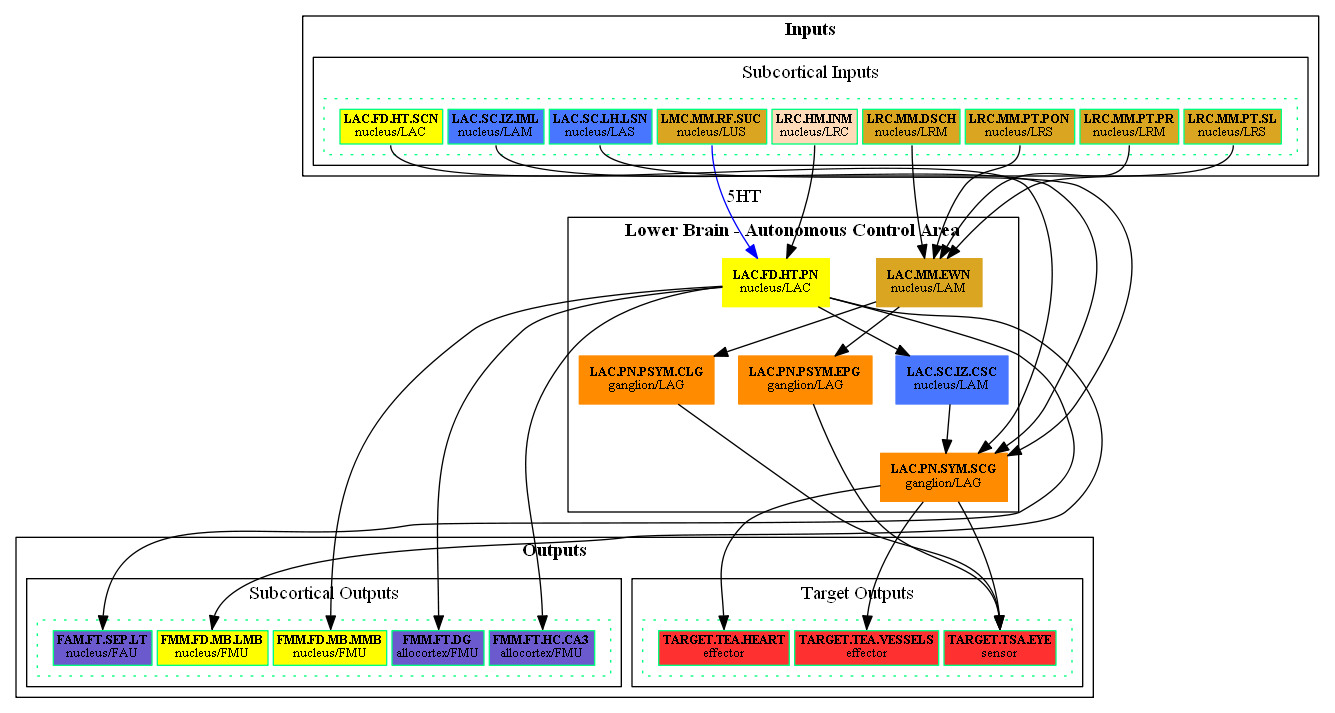 Inputs
Subcortical Inputs
LAC.FD.HT.SCN
nucleus/LAC
LAC.SC.IZ.IML
nucleus/LAM
LAC.SC.LH.LSN
nucleus/LAS
LMC.MM.RF.SUC
nucleus/LUS
LRC.HM.INM
nucleus/LRC
LRC.MM.DSCH
nucleus/LRM
LRC.MM.PT.PON
nucleus/LRS
LRC.MM.PT.PR
nucleus/LRM
LRC.MM.PT.SL
nucleus/LRS
5HT
Lower Brain - Autonomous Control Area
LAC.FD.HT.PN
nucleus/LAC
LAC.MM.EWN
nucleus/LAM
LAC.PN.PSYM.CLG
ganglion/LAG
LAC.PN.PSYM.EPG
ganglion/LAG
LAC.SC.IZ.CSC
nucleus/LAM
LAC.PN.SYM.SCG
ganglion/LAG
Outputs
Subcortical Outputs
FAM.FT.SEP.LT
nucleus/FAU
FMM.FD.MB.LMB
nucleus/FMU
FMM.FD.MB.MMB
nucleus/FMU
FMM.FT.DG
allocortex/FMU
FMM.FT.HC.CA3
allocortex/FMU
Target Outputs
TARGET.TEA.HEART
effector
TARGET.TEA.VESSELS
effector
TARGET.TSA.EYE
sensor